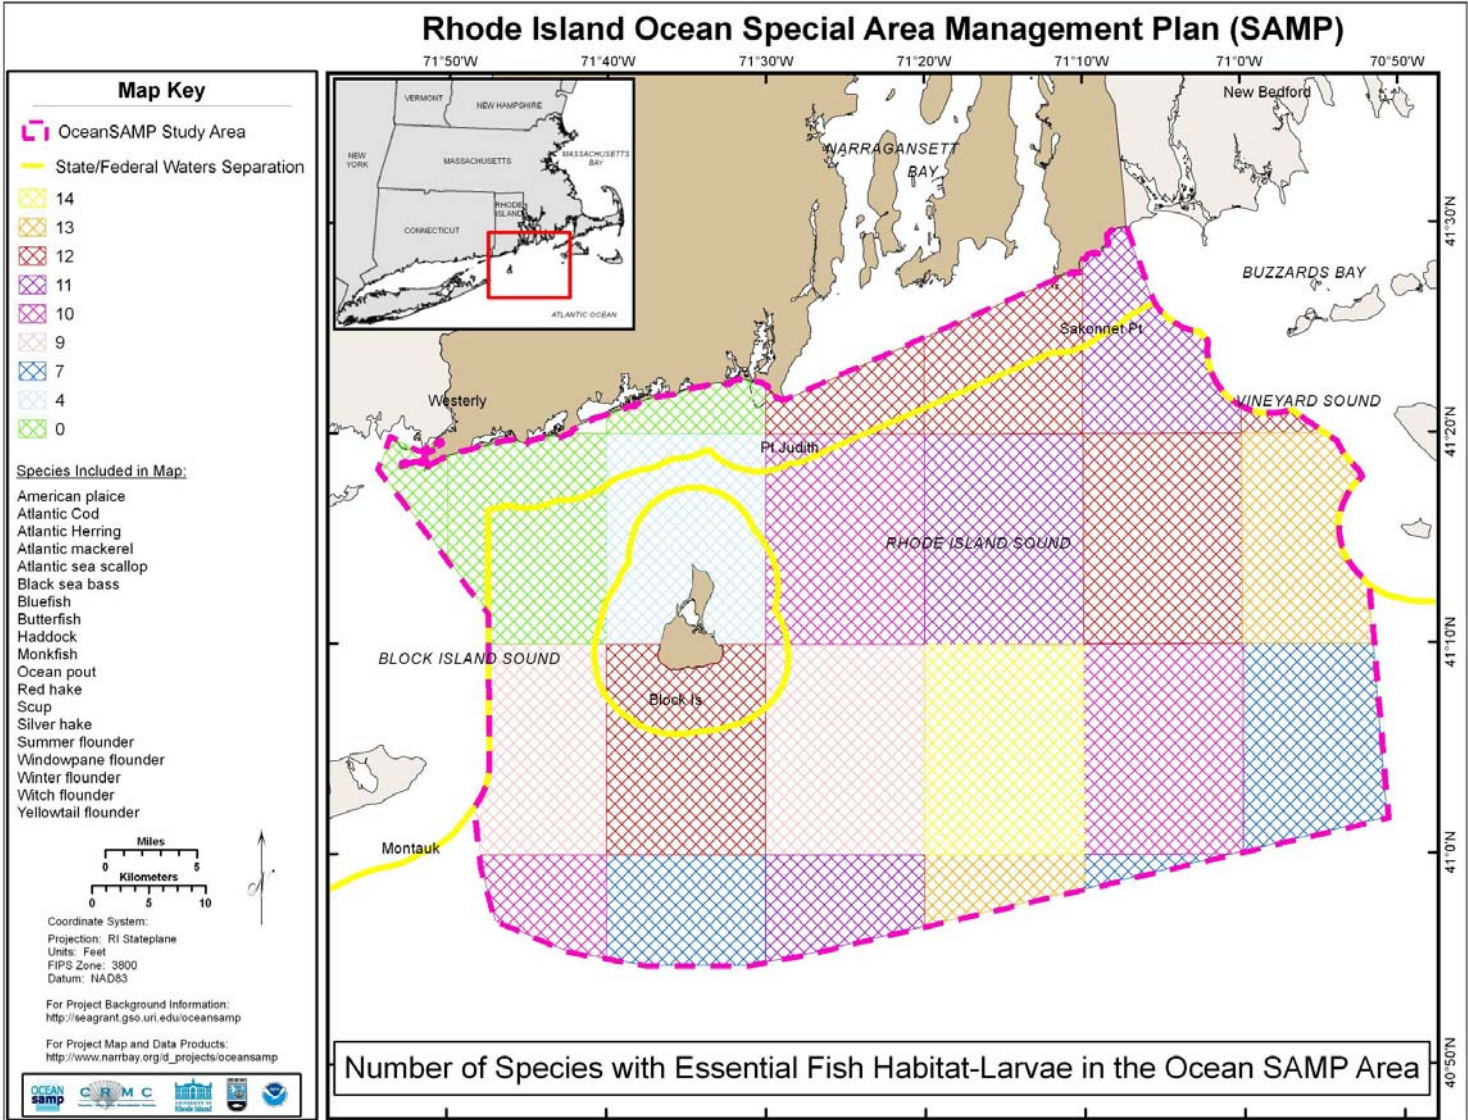 Rhode Island Ocean Special Area Management Plan (SAMP)
71°50'W 71°40'W 71°30'W 71°20'W 71°10'W 71°0'W 70°50'W
Map Key
OceanSAMP Study Area
State/Federal Waters Separation
14
13
12
11
10
9
7
4
0
Species Included in Map:
American plaice
Atlantic Cod
Atlantic Herring
Atlantic mackerel
Atlantic sea scallop
Black sea bass
Bluefish
Butterfish
Haddock
Monkfish
Ocean pout
Red hake
Scup
Silver hake
Summer flounder
Windowpane flounder
Winter flounder
Witch flounder
Yellowtail flounder
Miles
0 5
Kilometers
0 5 10
Coordinate System:
Projection: RI Stateplane
Units: Feet
FIPS Zone: 3800
Datum: NAD83
For Project Background Information:
http://seagrant.gso.uri.edu/oceansamp
For Project Map and Data Products:
http://www.narrbay.org/d_projects/oceansamp
OCEAN
samp
C R M C
Rhode Island
VERMONT
NEW HAMPSHIRE
NEW
YORK
MASSACHUSETTS
MASSACHUSETTS
BAY
RHODE
ISLAND
CONNECTICUT
ATLANTIC OCEAN
New Bedford
NARRAGANSETT
BAY
BUZZARDS BAY
Sakonnet Pt
VINEYARD SOUND
Westerly
Pt Judith
RHODE ISLAND SOUND
BLOCK ISLAND SOUND
Block Is
Montauk
41°30'N
41°20'N
41°10'N
41°0'N
40°50'N
Number of Species with Essential Fish Habitat-Larvae in the Ocean SAMP Area